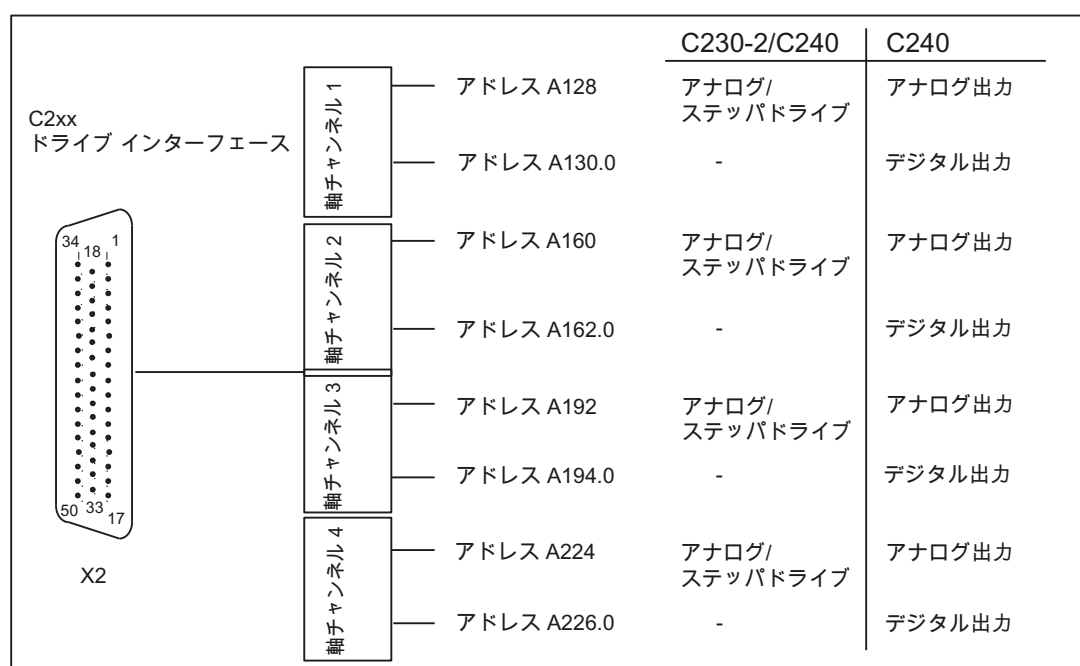 C230-2/C240 C240
C2xx
ドライブ インターフェース
軸チャンネル 1
アドレス A128 アナログ/ アナログ出力
ステッパドライブ
アドレス A130.0 - デジタル出力
軸チャンネル 2
アドレス A160 アナログ/ アナログ出力
ステッパドライブ
アドレス A162.0 - デジタル出力
軸チャンネル 3
アドレス A192 アナログ/ アナログ出力
ステッパドライブ
アドレス A194.0 - デジタル出力
軸チャンネル 4
アドレス A224 アナログ/ アナログ出力
ステッパドライブ
アドレス A226.0 - デジタル出力
34 18 1
50 33 17
X2